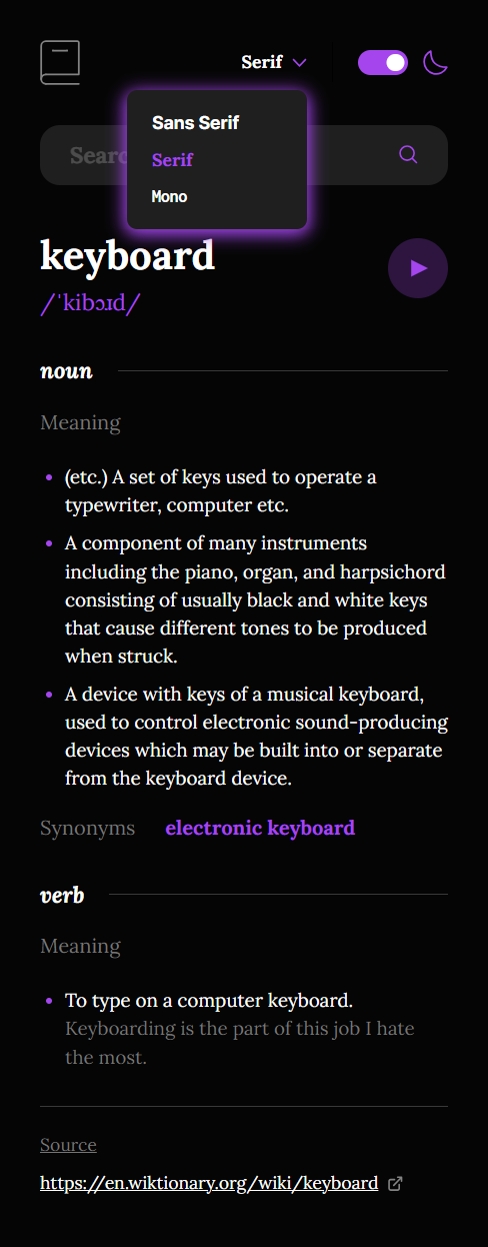 Serif
Sans Serif
Serif
Mono
keyboard
/ˈkibɔɹd/
noun
Meaning
(etc.) A set of keys used to operate a
typewriter, computer etc.
A component of many instruments
including the piano, organ, and harpsichord
consisting of usually black and white keys
that cause different tones to be produced
when struck.
A device with keys of a musical keyboard,
used to control electronic sound-producing
devices which may be built into or separate
from the keyboard device.
Synonyms electronic keyboard
verb
Meaning
To type on a computer keyboard.
Keyboarding is the part of this job I hate
the most.
Source
https://en.wiktionary.org/wiki/keyboard